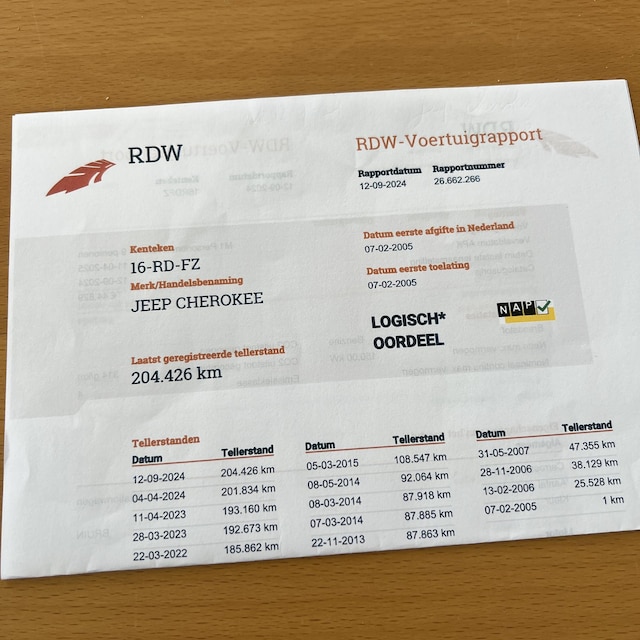 RDW
RDW-Voertuigrapport
Rapportdatum Rapportnummer
12-09-2024 26.662.266
Kenteken
16-RD-FZ
Merk/Handelsbenaming
JEEP CHEROKEE
Datum eerste afgifte in Nederland
07-02-2005
Datum eerste toelating
07-02-2005
LOGISCH*
OORDEEL
NAP
Laatst geregistreerde tellerstand
204.426 km
Tellerstanden
Datum Tellerstand
12-09-2024 204.426 km
04-04-2024 201.834 km
11-04-2023 193.160 km
28-03-2023 192.673 km
22-03-2022 185.862 km
Datum Tellerstand
05-03-2015 108.547 km
08-05-2014 92.064 km
08-03-2014 87.918 km
07-03-2014 87.885 km
22-11-2013 87.863 km
Datum Tellerstand
31-05-2007 47.355 km
28-11-2006 38.129 km
13-02-2006 25.528 km
07-02-2005 1 km